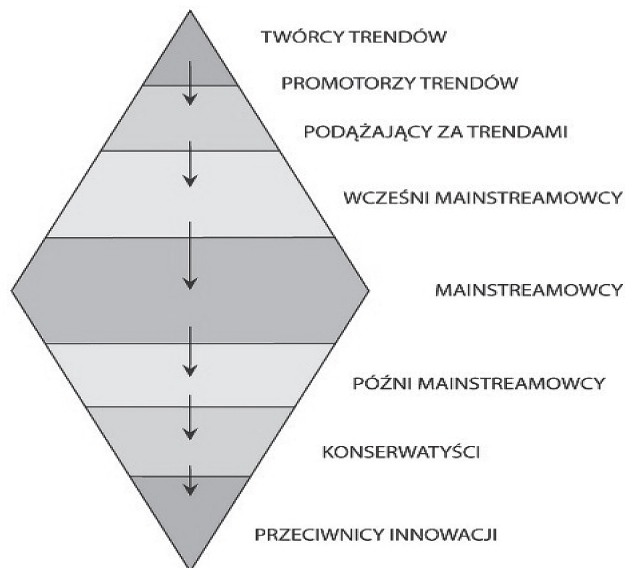 TWÓRCY TRENDÓW
PROMOTORZY TRENDÓW
PODĄŻAJĄCY ZA TRENDAMI
WCZEŚNI MAINSTREAMOWCY
MAINSTREAMOWCY
PÓŹNI MAINSTREAMOWCY
KONSERWATYŚCI
PRZECIWNICY INNOWACJI